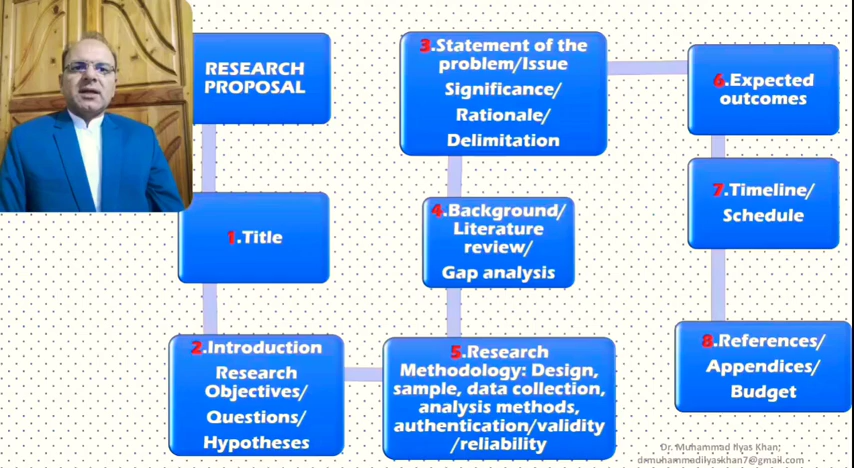 RESEARCH
PROPOSAL
1.Title
2.Introduction
Research
Objectives/
Questions/
Hypotheses
3.Statement of the
problem/Issue
Significance/
Rationale/
Delimitation
4.Background/
Literature
review/
Gap analysis
5.Research
Methodology: Design,
sample, data collection,
analysis methods,
authentication/validity
/reliability
6.Expected
outcomes
7.Timeline/
Schedule
8.References/
Appendices/
Budget
Dr. Muhammad Ilyas Khan;
drmuhammadilyaskhan7@gmail.com